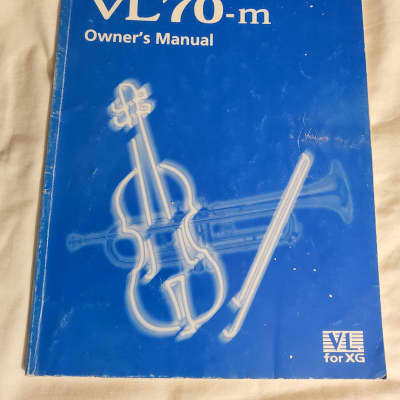 VL70-m
Owner's Manual
VL
for XG